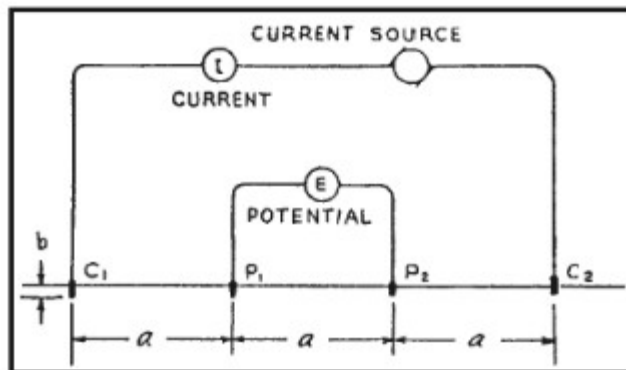 CURRENT SOURCE
I
CURRENT
E
POTENTIAL
b
C1 P1 P2 C2
a a a